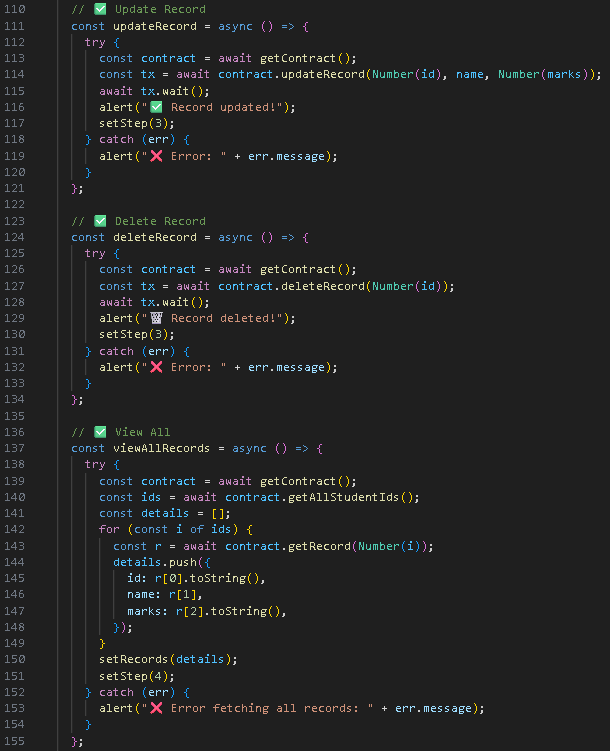 110 // ✅ Update Record
111 const updateRecord = async () => {
112 try {
113 const contract = await getContract();
114 const tx = await contract.updateRecord(Number(id), name, Number(marks));
115 await tx.wait();
116 alert("✅ Record updated!");
117 setStep(3);
118 } catch (err) {
119 alert("❌ Error: " + err.message);
120 }
121 };
122
123 // ✅ Delete Record
124 const deleteRecord = async () => {
125 try {
126 const contract = await getContract();
127 const tx = await contract.deleteRecord(Number(id));
128 await tx.wait();
129 alert("🗑️ Record deleted!");
130 setStep(3);
131 } catch (err) {
132 alert("❌ Error: " + err.message);
133 }
134 };
135
136 // ✅ View All
137 const viewAllRecords = async () => {
138 try {
139 const contract = await getContract();
140 const ids = await contract.getAllStudentIds();
141 const details = [];
142 for (const i of ids) {
143 const r = await contract.getRecord(Number(i));
144 details.push({
145 id: r[0].toString(),
146 name: r[1],
147 marks: r[2].toString(),
148 });
149 }
150 setRecords(details);
151 setStep(4);
152 } catch (err) {
153 alert("❌ Error fetching all records: " + err.message);
154 }
155 };